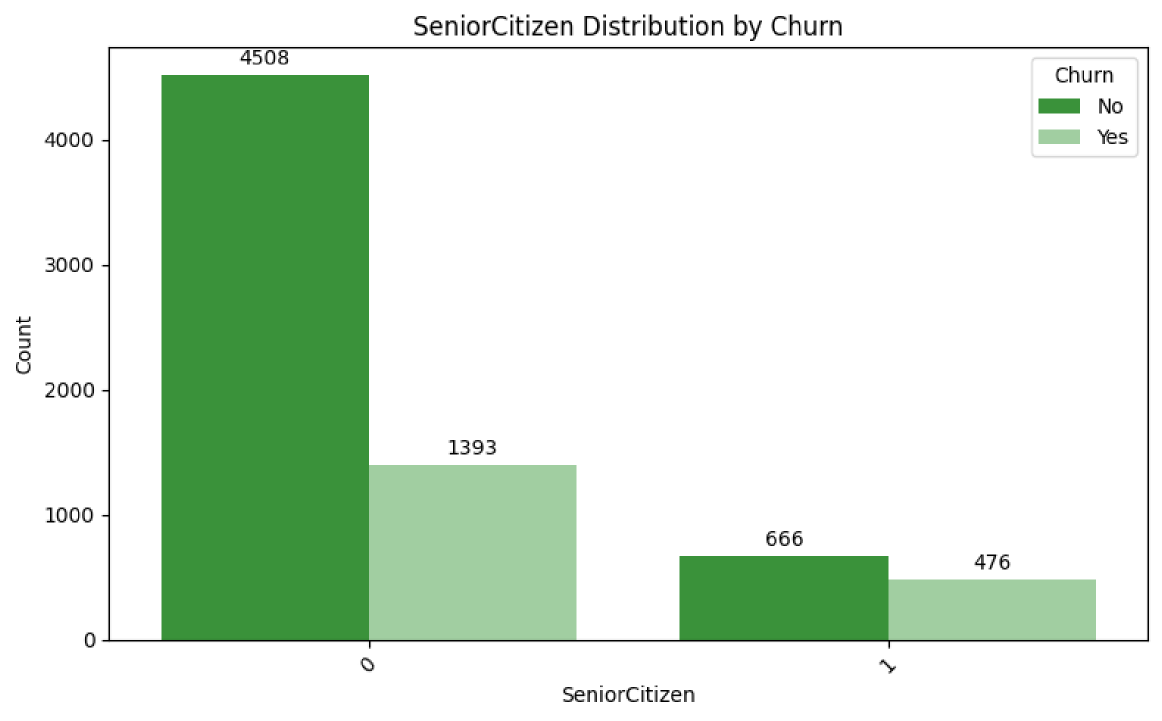 SeniorCitizen Distribution by Churn
4508
Churn
No
Yes
4000
3000
Count
2000
1393
1000
666
476
0
0
1
SeniorCitizen